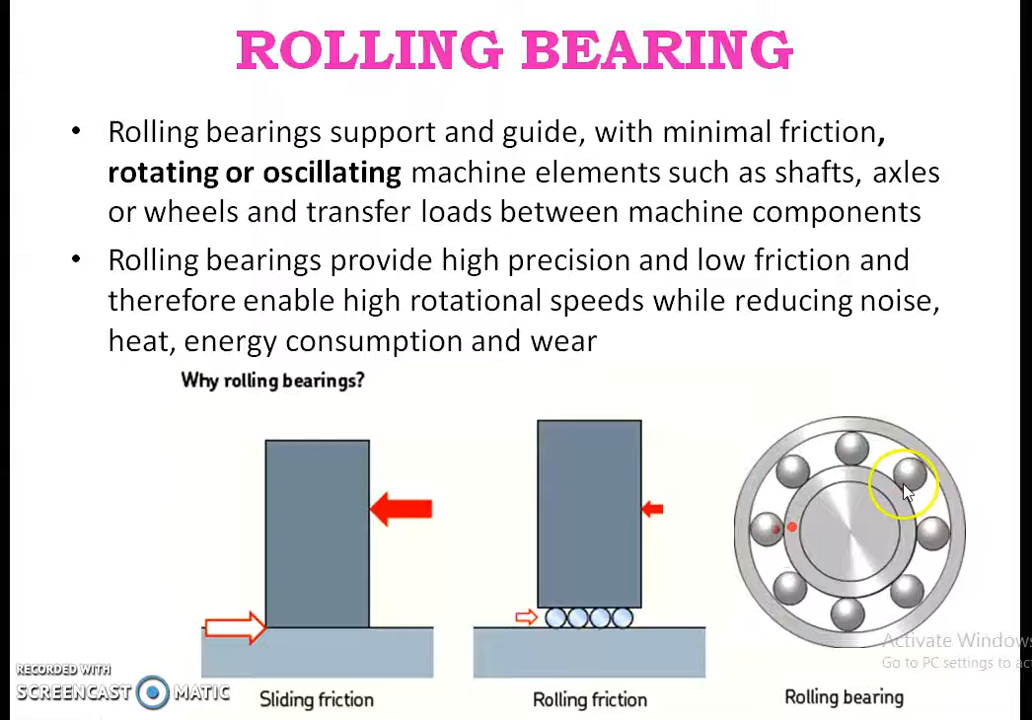 ROLLING BEARING
• Rolling bearings support and guide, with minimal friction,
rotating or oscillating machine elements such as shafts, axles
or wheels and transfer loads between machine components
• Rolling bearings provide high precision and low friction and
therefore enable high rotational speeds while reducing noise,
heat, energy consumption and wear
Why rolling bearings?
Sliding friction
Rolling friction
Rolling bearing
Activate Windows
Go to PC settings to
RECORDED WITH
SCREENCAST MATIC